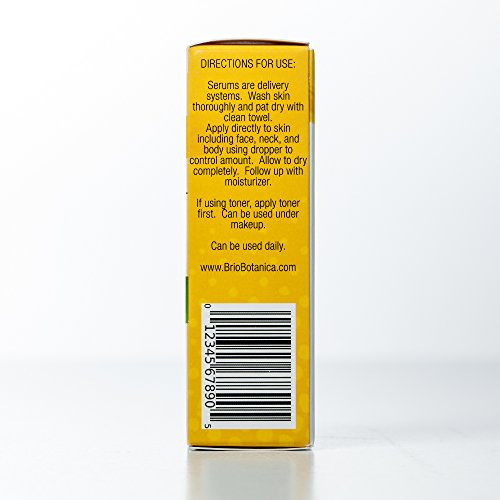 DIRECTIONS FOR USE:
Serums are delivery
systems. Wash skin
thoroughly and pat dry with
clean towel.
Apply directly to skin
including face, neck, and
body using dropper to
control amount. Allow to dry
completely. Follow up with
moisturizer.
If using toner, apply toner
first. Can be used under
makeup.
Can be used daily.
www.BrioBotanica.com
0 12345 67890 5